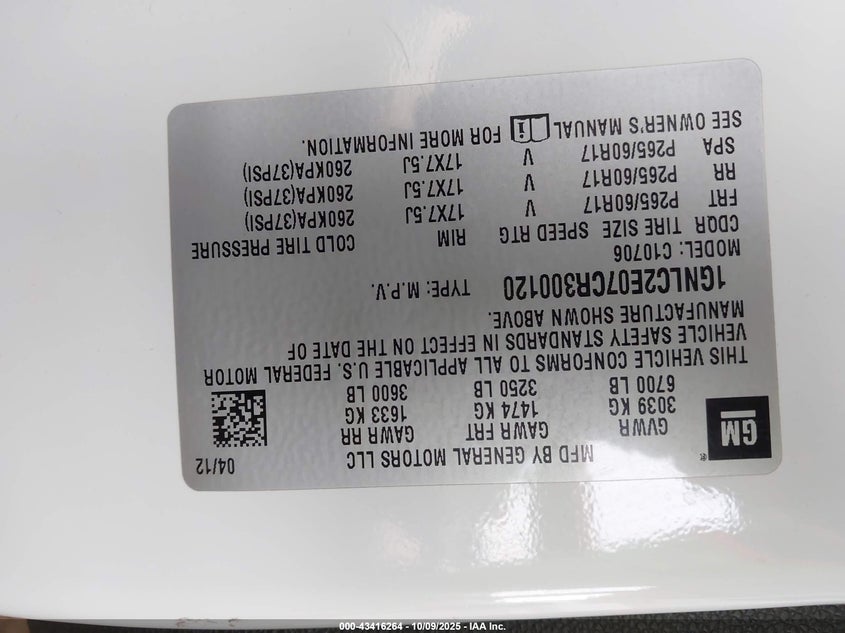 MFD BY GENERAL MOTORS LLC 04/12
GM ®
GVWR GAWR FRT GAWR RR
3039 KG 1474 KG 1633 KG
6700 LB 3250 LB 3600 LB
THIS VEHICLE CONFORMS TO ALL APPLICABLE U.S. FEDERAL MOTOR
VEHICLE SAFETY STANDARDS IN EFFECT ON THE DATE OF
MANUFACTURE SHOWN ABOVE.
1GNLC2E07CR300120 TYPE: M.P.V.
MODEL: C10706
CDQR TIRE SIZE SPEED RTG RIM COLD TIRE PRESSURE
FRT P265/60R17 V 17X7.5J 260KPA(37PSI)
RR P265/60R17 V 17X7.5J 260KPA(37PSI)
SPA P265/60R17 V 17X7.5J 260KPA(37PSI)
SEE OWNER'S MANUAL i FOR MORE INFORMATION.
000-43416264 - 10/09/2025 - IAA Inc.